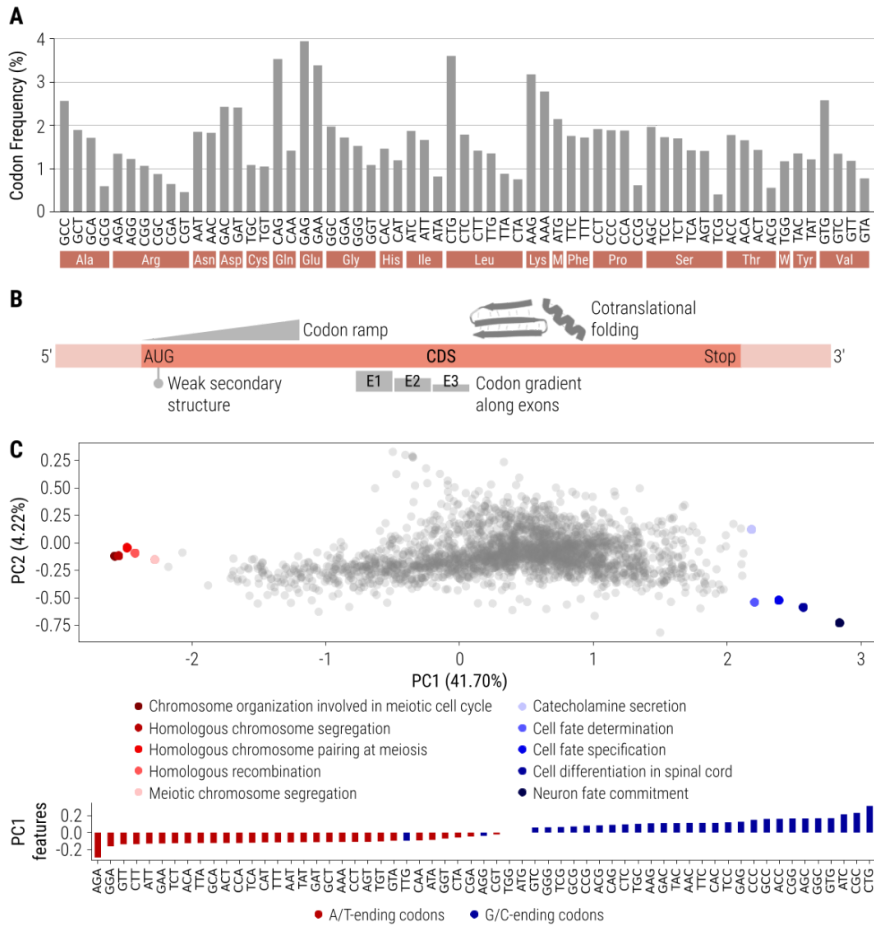 A
Codon Frequency (%)
4
3
2
1
0
GCC GCT GCA GCG AGA AGG CGG CGC CGA CGT AAT AAC GAC GAT TGC TGT CAG CAA GAG GAA GGC GGA GGG GGT CAC CAT ATC ATT ATA CTG CTC CTT TTG TTA CTA AAG AAA ATG TTC TTT CCT CCC CCA CCG AGC TCC TCT TCA AGT TCG ACC ACA ACT ACG TGG TAC TAT GTG GTC GTT GTA
Ala Arg Asn Asp Cys Gln Glu Gly His Ile Leu Lys M Phe Pro Ser Thr W Tyr Val
B
Codon ramp
Cotranslational
folding
5' AUG CDS Stop 3'
Weak secondary
structure
E1 E2 E3
Codon gradient
along exons
C
PC2 (4.22%)
0.25
0.50
0.25
0.00
-0.25
-0.50
-0.75
-2 -1 0 1 2 3
PC1 (41.70%)
Chromosome organization involved in meiotic cell cycle
Homologous chromosome segregation
Homologous chromosome pairing at meiosis
Homologous recombination
Meiotic chromosome segregation
Catecholamine secretion
Cell fate determination
Cell fate specification
Cell differentiation in spinal cord
Neuron fate commitment
PC1
features
0.2
0.0
-0.2
AGA GGA GTT CTT ATT GAA TCT ACA TTA GCA ACT CCA TCA CAT TTT AAT TAT GAT GCT AAA CCT AGT TGT GTA TTG CAA ATA GGT CTA CGA AGG CGT TGG ATG GTC GGG TCG GCG CCG ACG CAG CTC TGC AAG GAC TAC AAC TTC CAC TCC GAG CCC GCC ACC CGG AGC GGC GTG ATC CGC CTG
A/T-ending codons
G/C-ending codons